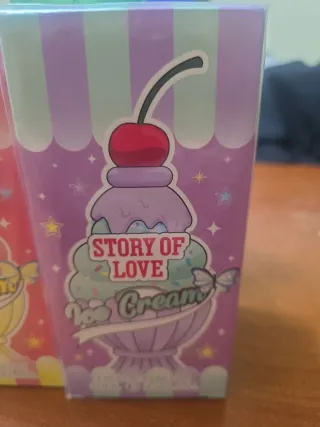 STORY OF
LOVE
Ice Cream